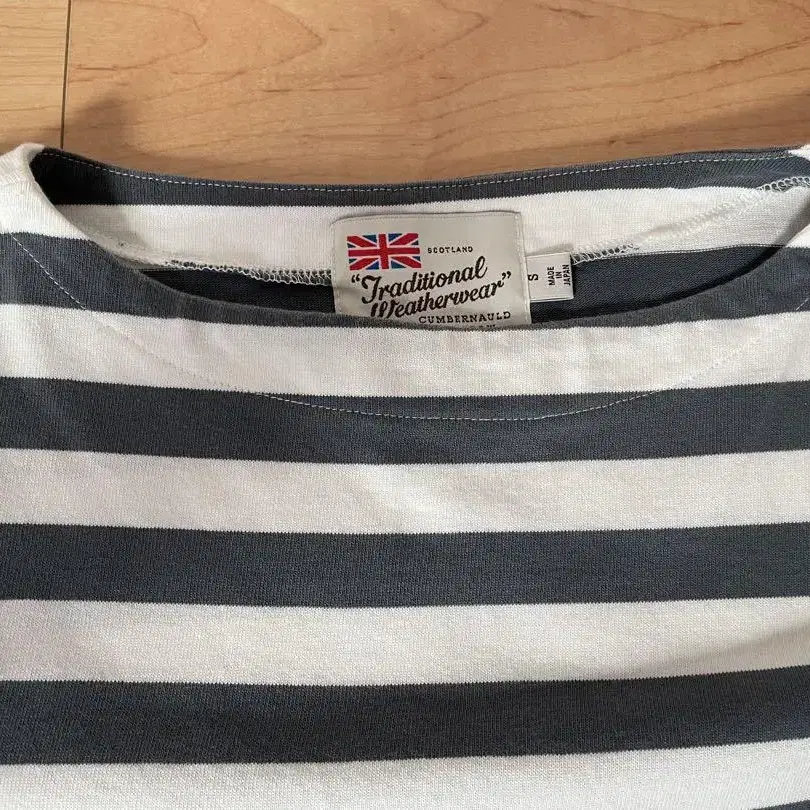 SCOTLAND
“Traditional
Weatherwear”
CUMBERNAULD
S
MADE
IN
JAPAN